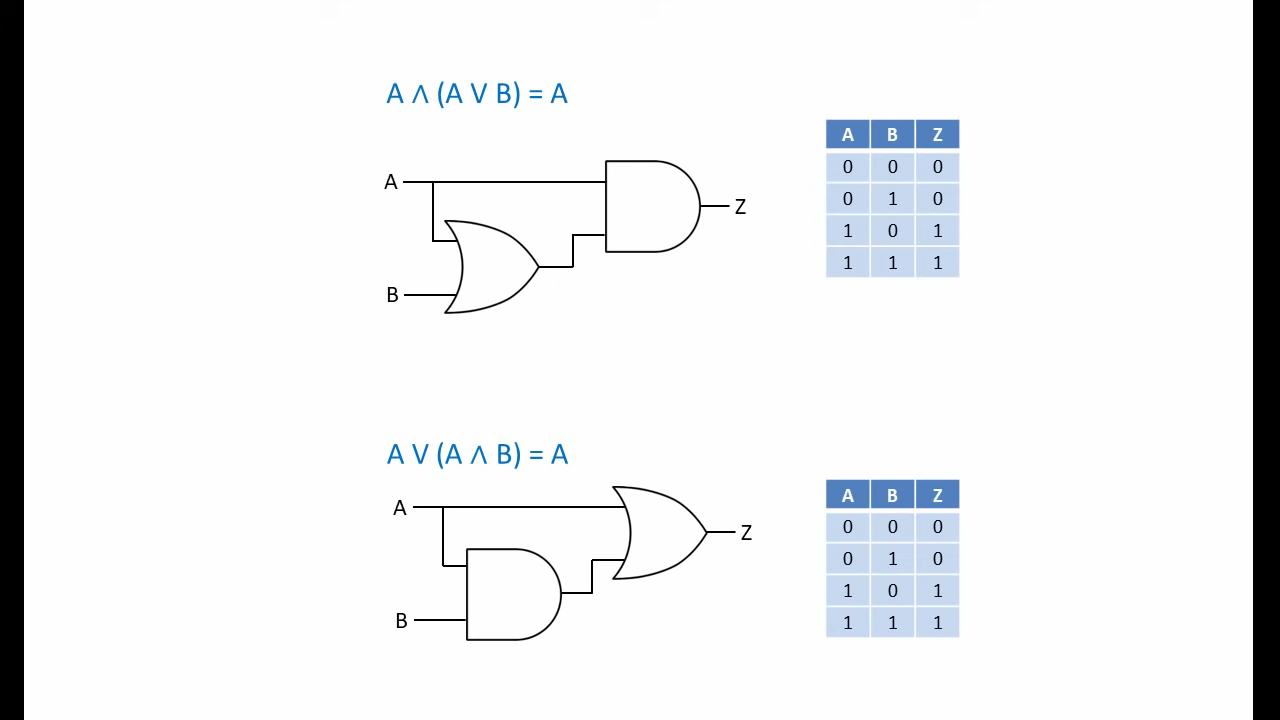 A ∧ (A V B) = A
A B Z
A
0 0 0
0 1 0
Z
1 0 1
1 1 1
B
A V (A ∧ B) = A
A B Z
A
0 0 0
Z
0 1 0
1 0 1
B
1 1 1